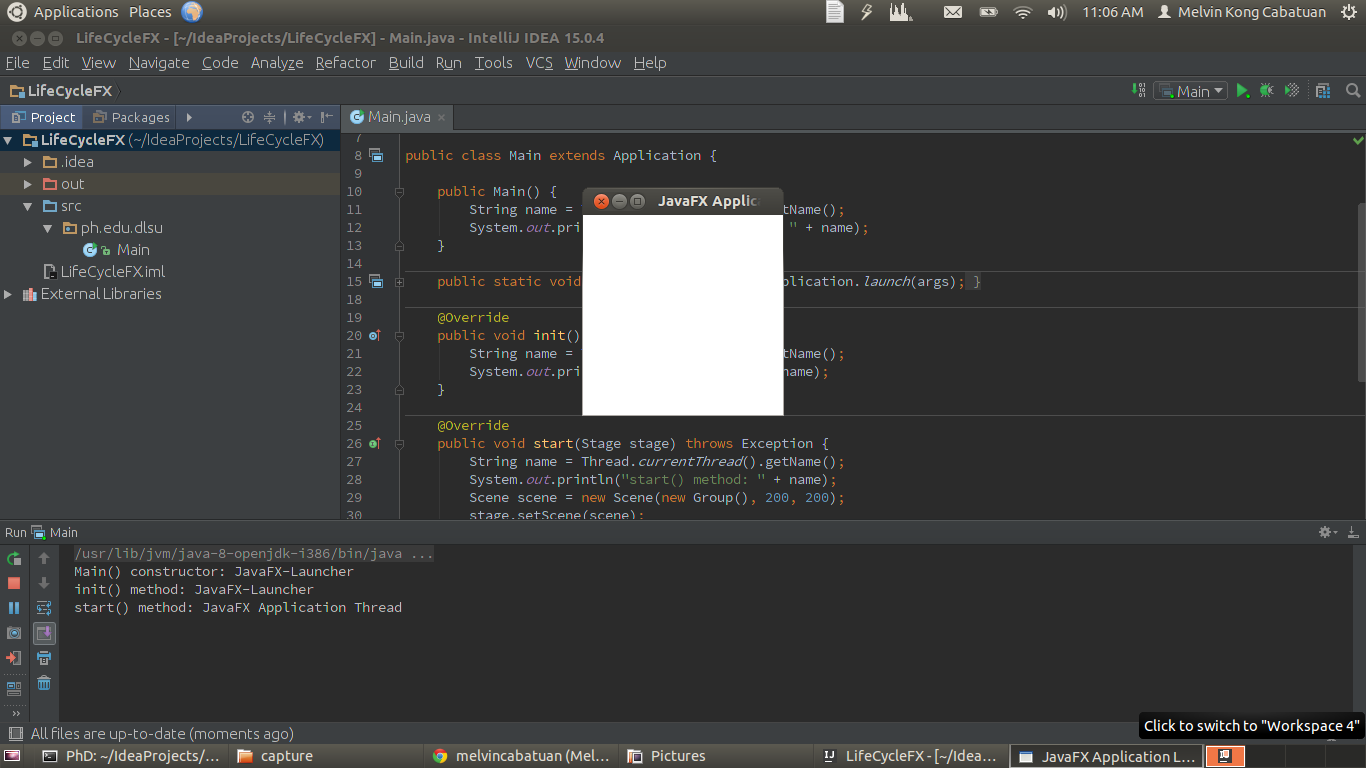 Applications Places 11:06 AM Melvin Kong Cabatuan
LifeCycleFX - [~/IdeaProjects/LifeCycleFX] - Main.java - IntelliJ IDEA 15.0.4
File Edit View Navigate Code Analyze Refactor Build Run Tools VCS Window Help
LifeCycleFX Main
Project Packages Main.java
LifeCycleFX (~/IdeaProjects/LifeCycleFX)
.idea
out
src
ph.edu.dlsu
Main
LifeCycleFX.iml
External Libraries
7
8 public class Main extends Application {
9
10 public Main() {
11 String name = tName();
12 System.out.pri " + name);
13 }
14
15 public static void plication.launch(args); }
18
19 @Override
20 public void init()
21 String name = tName();
22 System.out.pri name);
23 }
24
25 @Override
26 public void start(Stage stage) throws Exception {
27 String name = Thread.currentThread().getName();
28 System.out.println("start() method: " + name);
29 Scene scene = new Scene(new Group(), 200, 200);
30 stage.setScene(scene);
JavaFX Applic
Run Main
/usr/lib/jvm/java-8-openjdk-i386/bin/java ...
Main() constructor: JavaFX-Launcher
init() method: JavaFX-Launcher
start() method: JavaFX Application Thread
All files are up-to-date (moments ago)
Click to switch to "Workspace 4"
PhD: ~/IdeaProjects/... capture melvincabatuan (Mel... Pictures LifeCycleFX - [~/Idea... JavaFX Application L...